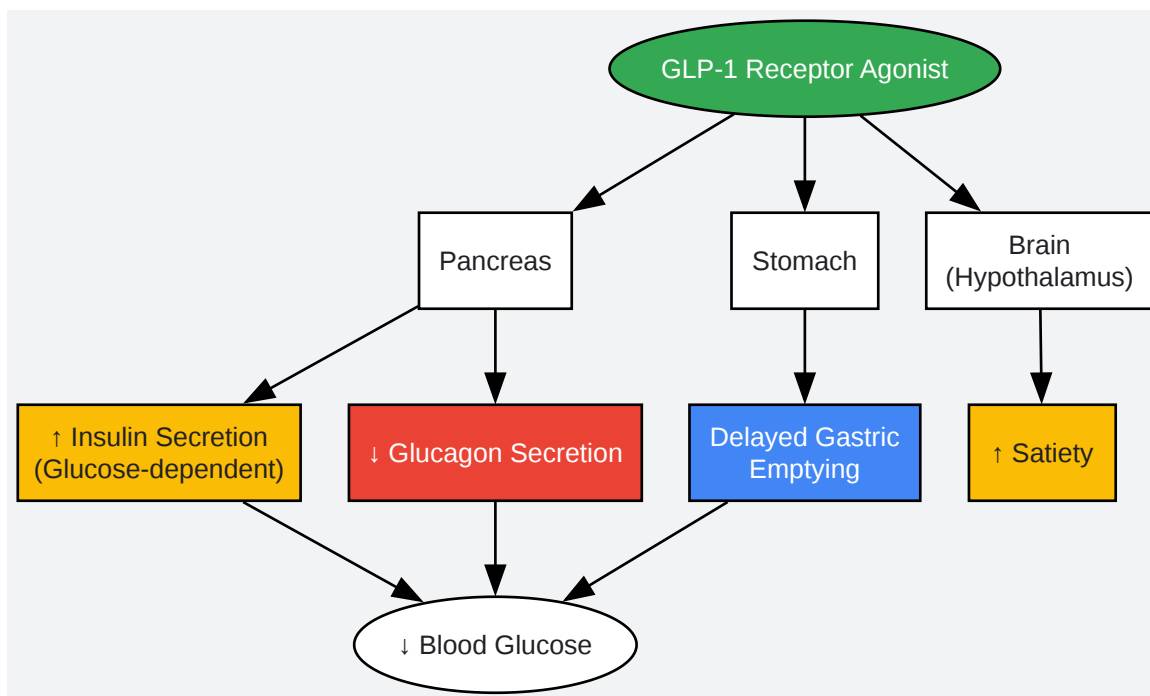 GLP-1 Receptor Agonist
Pancreas
Stomach
Brain
(Hypothalamus)
↑ Insulin Secretion
(Glucose-dependent)
↓ Glucagon Secretion
Delayed Gastric
Emptying
↑ Satiety
↓ Blood Glucose